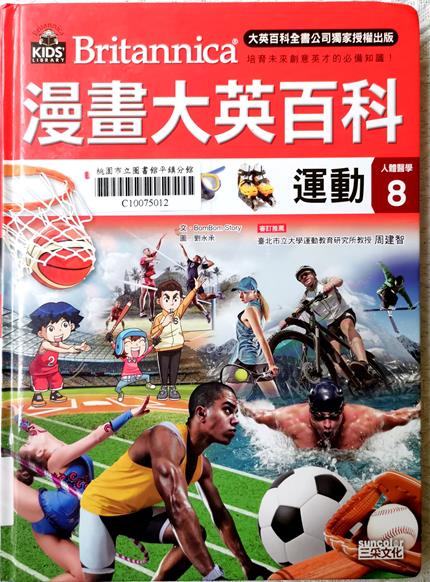 Britannica
KIDS'
LIBRARY
Britannica®
大英百科全書公司獨家授權出版
培育未來創意英才的必備知識!
漫畫大英百科
桃園市立圖書館平鎮分館
C10075012
運動
人體醫學
8
文・BomBom Story
圖・劉永承
審訂推薦
臺北市立大學運動教育研究所教授 周建智
2
suncolor
三采文化